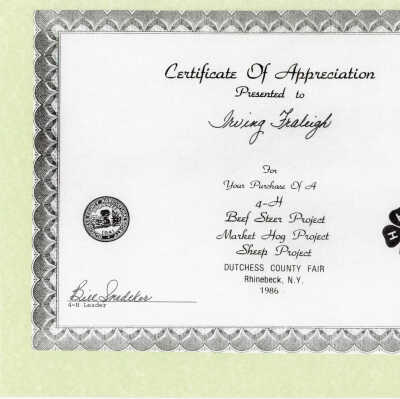 Certificate Of Appreciation
Presented to
Irving Fraleigh
For
Your Purchase Of A
4-H
Beef Steer Project
Market Hog Project
Sheep Project
DUTCHESS COUNTY FAIR
Rhinebeck, N.Y.
1986
Bill
4-H Leader
H